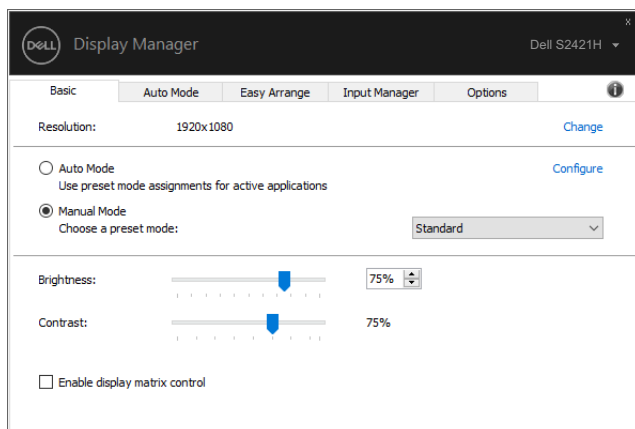 DELL Display Manager Dell S2421H x
Basic Auto Mode Easy Arrange Input Manager Options i
Resolution: 1920x1080 Change
Auto Mode Configure
Use preset mode assignments for active applications
Manual Mode
Choose a preset mode: Standard
Brightness: 75%
Contrast: 75%
Enable display matrix control